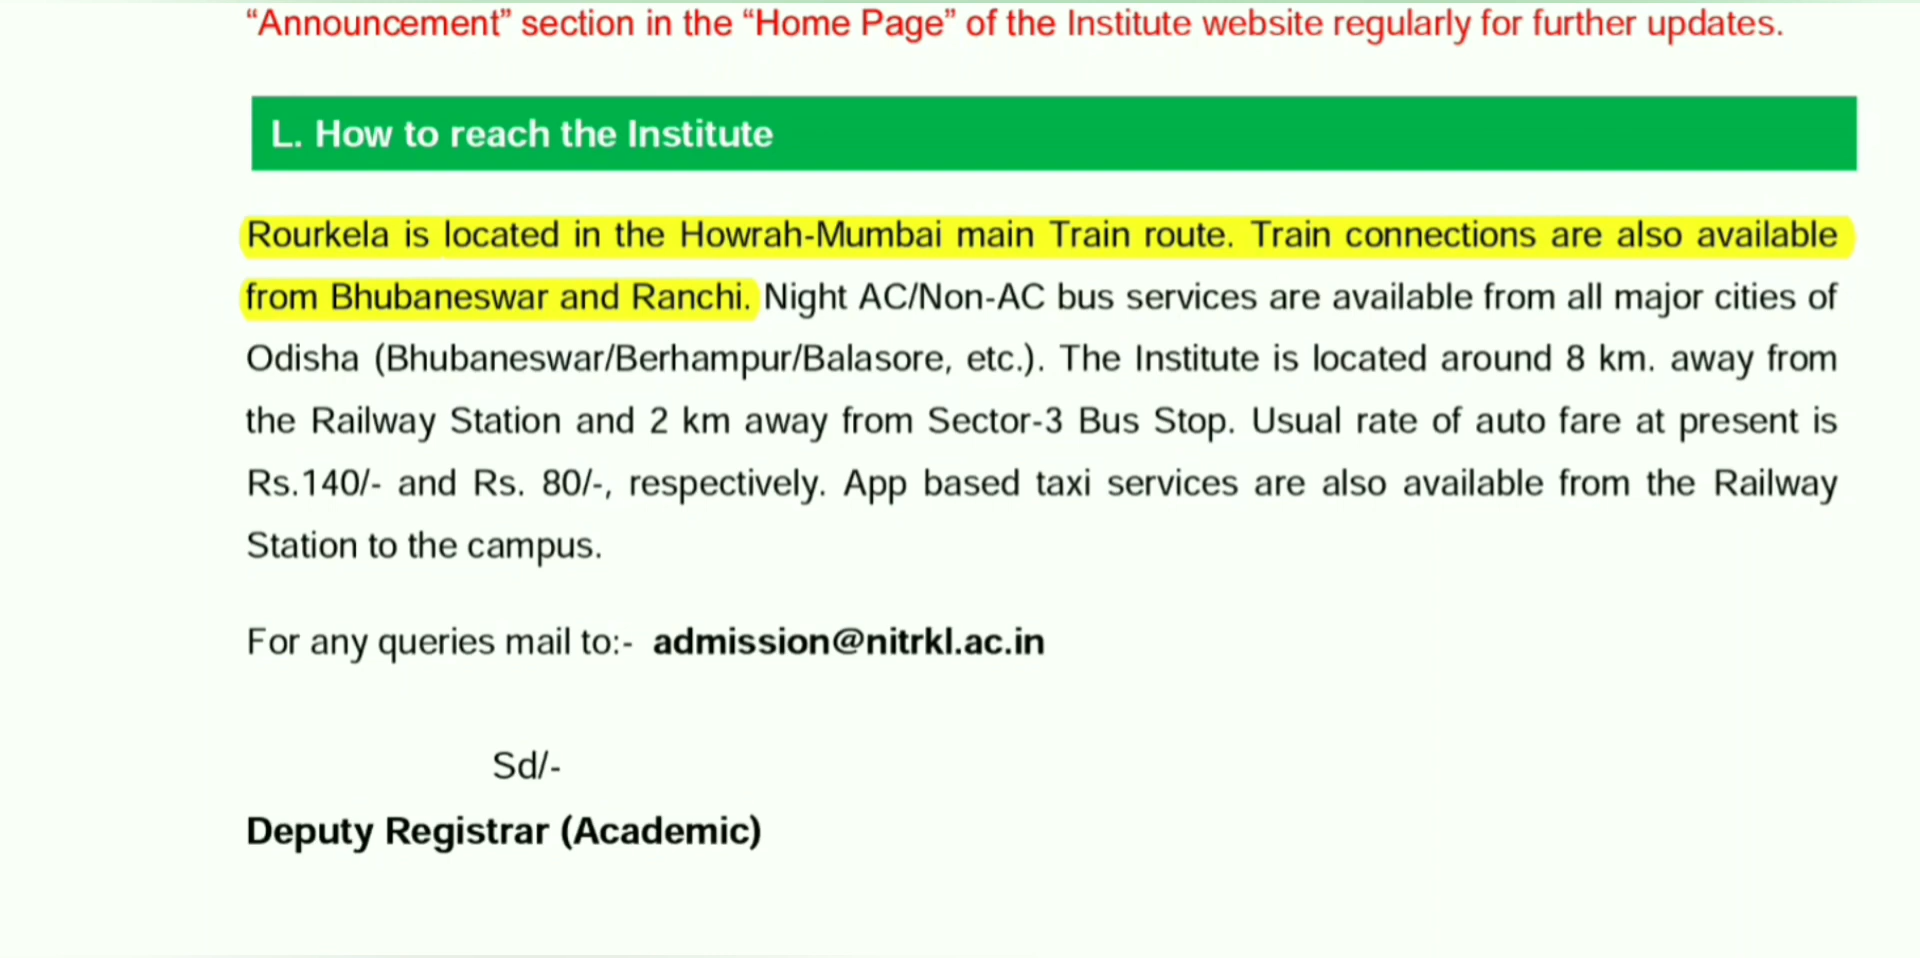 “Announcement” section in the “Home Page” of the Institute website regularly for further updates.
L. How to reach the Institute
Rourkela is located in the Howrah-Mumbai main Train route. Train connections are also available
from Bhubaneswar and Ranchi. Night AC/Non-AC bus services are available from all major cities of
Odisha (Bhubaneswar/Berhampur/Balasore, etc.). The Institute is located around 8 km. away from
the Railway Station and 2 km away from Sector-3 Bus Stop. Usual rate of auto fare at present is
Rs.140/- and Rs. 80/-, respectively. App based taxi services are also available from the Railway
Station to the campus.
For any queries mail to:- admission@nitrkl.ac.in
Sd/-
Deputy Registrar (Academic)